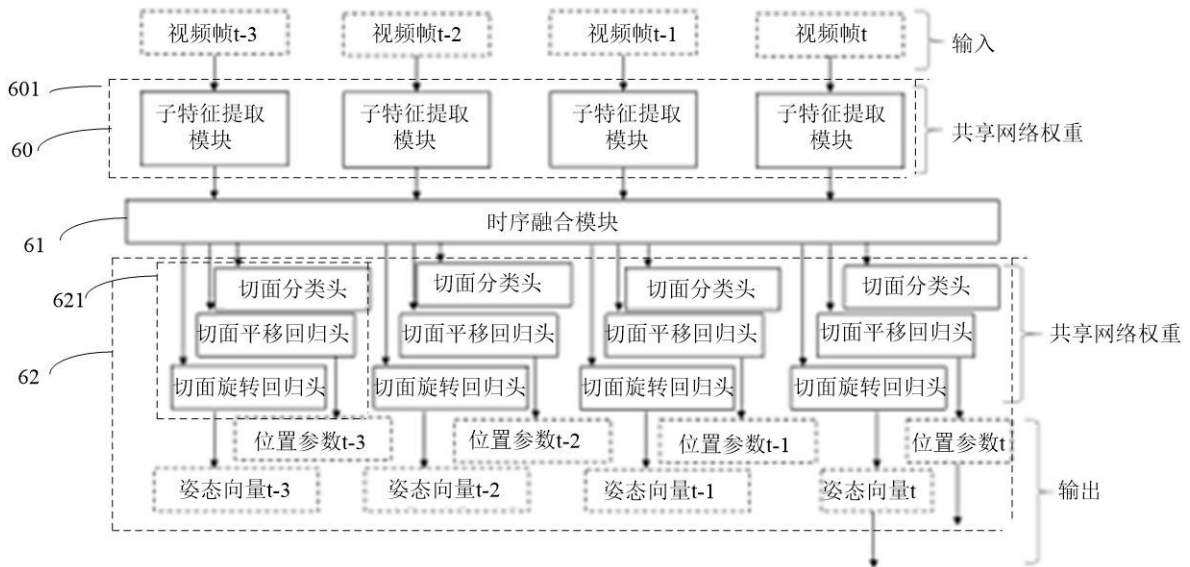 视频帧t-3
视频帧t-2
视频帧t-1
视频帧t
输入
601
60
子特征提取
模块
子特征提取
模块
子特征提取
模块
子特征提取
模块
共享网络权重
61
时序融合模块
621
62
切面分类头
切面分类头
切面分类头
切面分类头
切面平移回归头
切面平移回归头
切面平移回归头
切面平移回归头
共享网络权重
切面旋转回归头
切面旋转回归头
切面旋转回归头
切面旋转回归头
位置参数t-3
位置参数t-2
位置参数t-1
位置参数t
姿态向量t-3
姿态向量t-2
姿态向量t-1
姿态向量t
输出